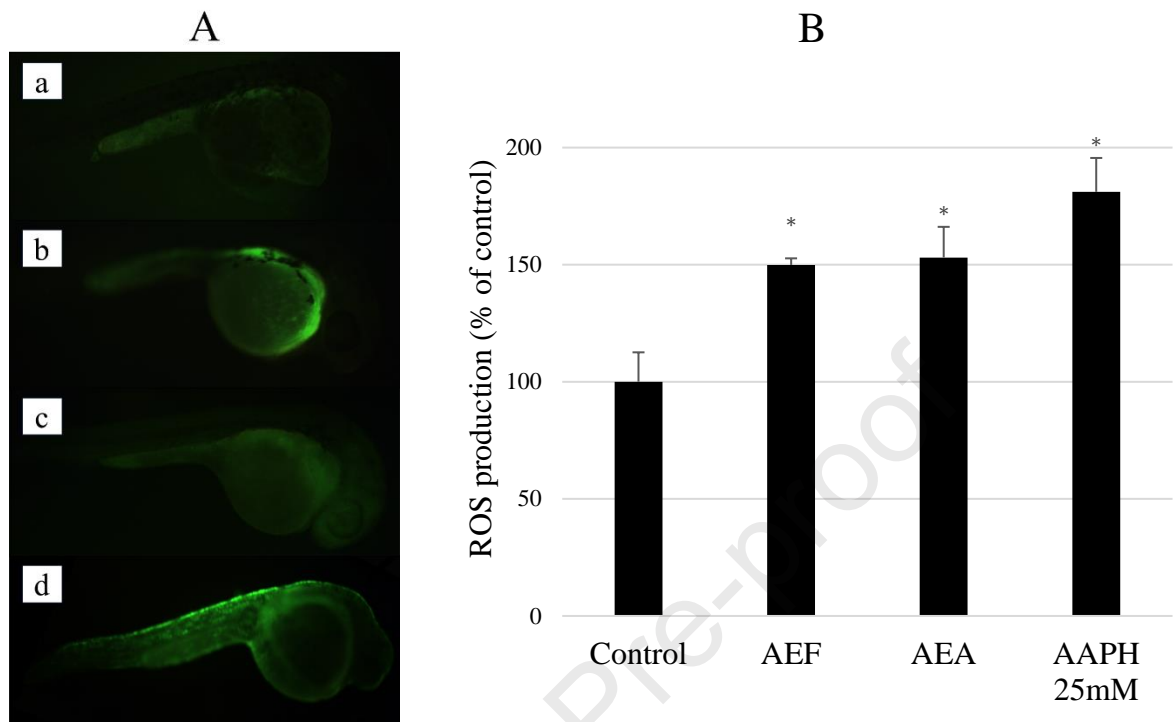 A
a
b
c
d
B
ROS production (% of control)
200
150
100
50
0
*
*
*
Control
AEF
AEA
AAPH
25mM
Pre-proof